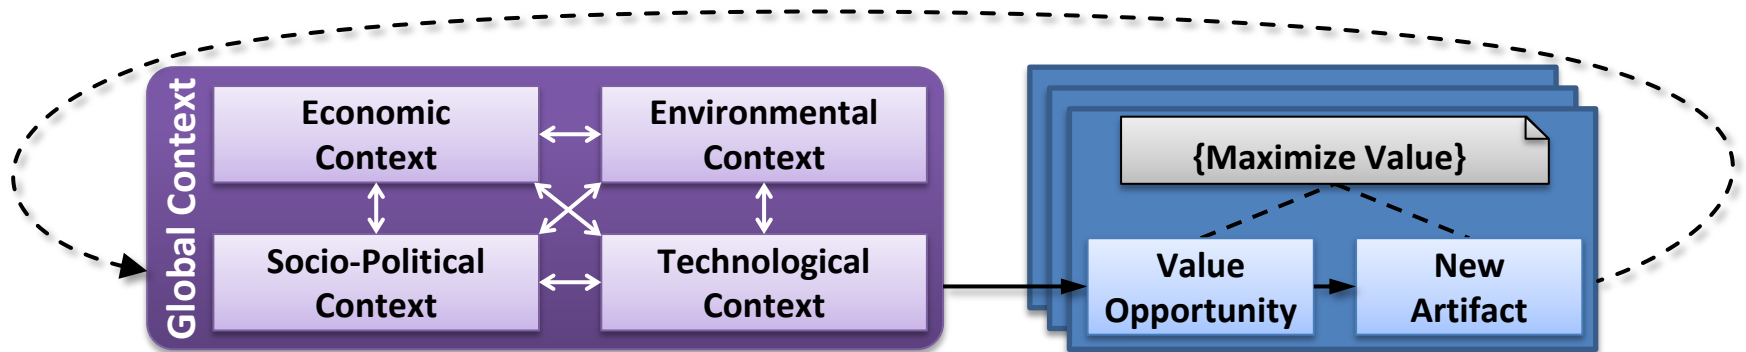 Global Context
Economic
Context
Environmental
Context
Socio-Political
Context
Technological
Context
{Maximize Value}
Value
Opportunity
New
Artifact